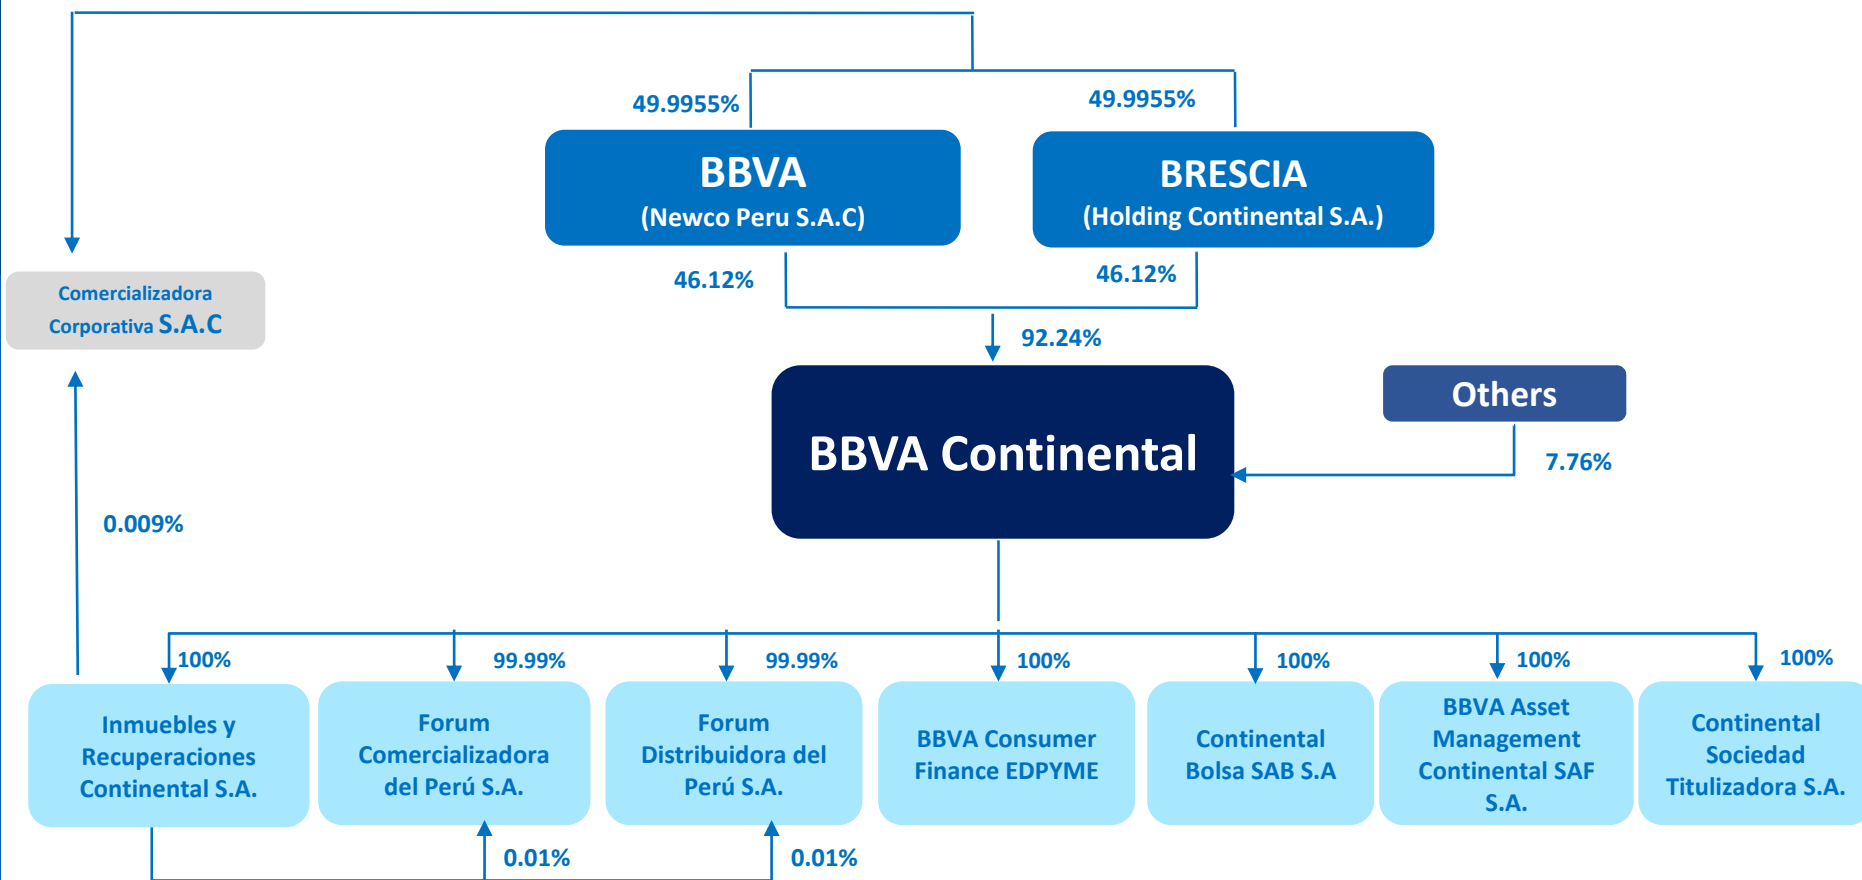 49.9955%
49.9955%
BBVA
(Newco Peru S.A.C)
BRESCIA
(Holding Continental S.A.)
46.12%
46.12%
Comercializadora
Corporativa S.A.C
92.24%
Others
BBVA Continental
7.76%
0.009%
100%
99.99%
99.99%
100%
100%
100%
100%
Inmuebles y
Recuperaciones
Continental S.A.
Forum
Comercializadora
del Perú S.A.
Forum
Distribuidora del
Perú S.A.
BBVA Consumer
Finance EDPYME
Continental
Bolsa SAB S.A
BBVA Asset
Management
Continental SAF
S.A.
Continental
Sociedad
Titulizadora S.A.
0.01%
0.01%